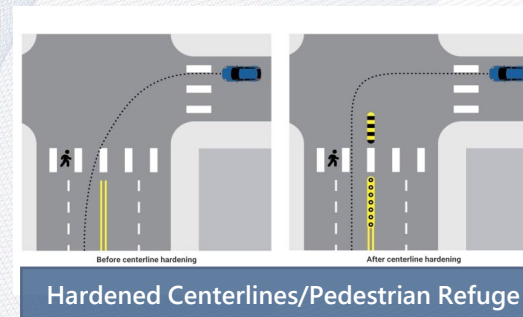 Before centerline hardening
After centerline hardening
Hardened Centerlines/Pedestrian Refuge